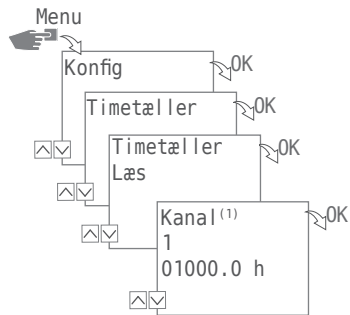 Menu
Konfig
OK
Timetæller
OK
Timetæller
Læs
OK
Kanal(1)
1
01000.0 h
OK